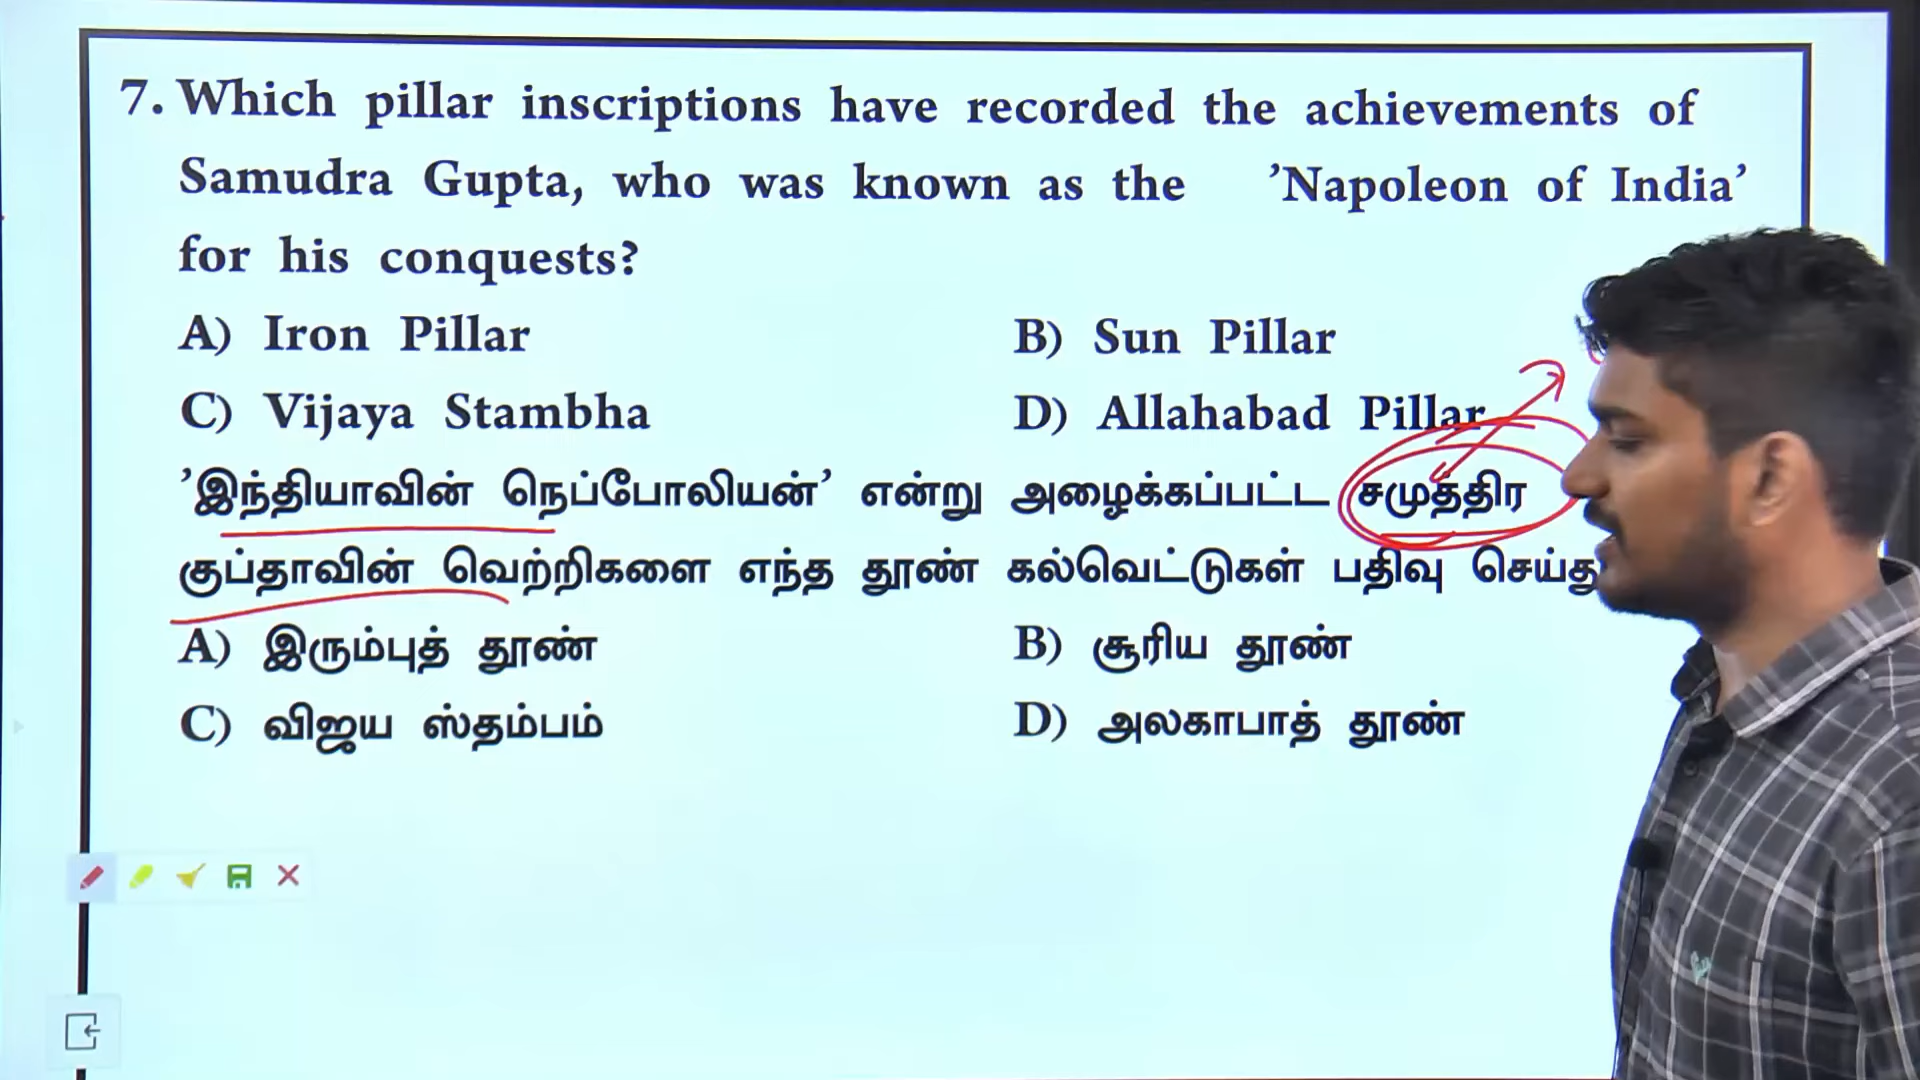 7. Which pillar inscriptions have recorded the achievements of
Samudra Gupta, who was known as the ’Napoleon of India’
for his conquests?
A) Iron Pillar B) Sun Pillar
C) Vijaya Stambha D) Allahabad Pillar
’இந்தியாவின் நெப்போலியன்’ என்று அழைக்கப்பட்ட சமுத்திர
குப்தாவின் வெற்றிகளை எந்த தூண் கல்வெட்டுகள் பதிவு
A) இரும்புத் தூண் B) சூரிய தூண்
C) விஜய ஸ்தம்பம் D) அலகாபாத் தூண்